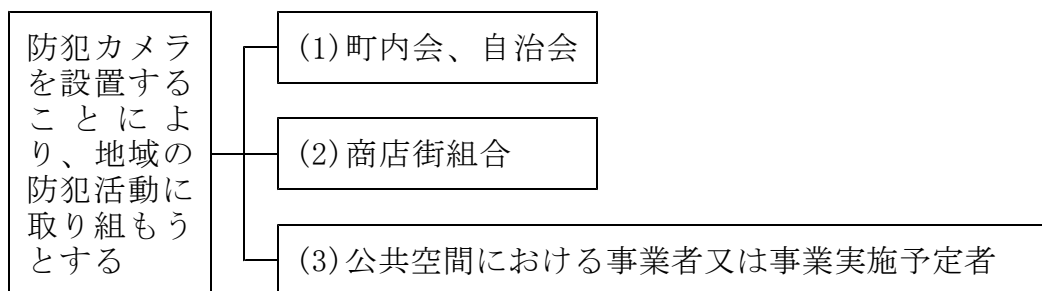 防犯カメラ
を設置する
ことによ
り、地域の
防犯活動に
取り組もう
とする
(1)町内会、自治会
(2)商店街組合
(3)公共空間における事業者又は事業実施予定者